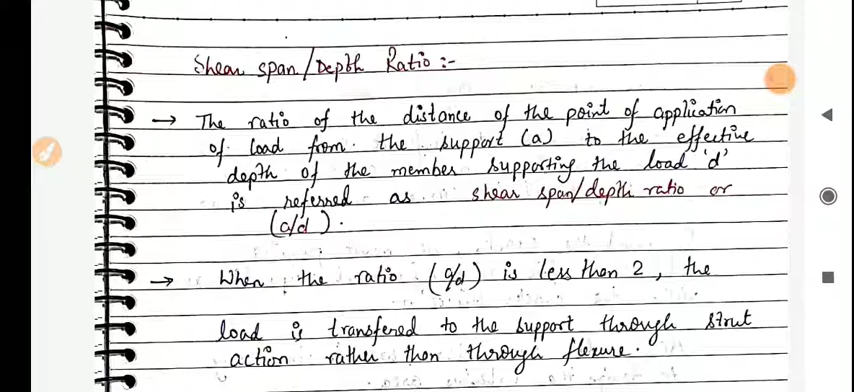 Shear span/Depth Ratio :-
→ The ratio of the distance of the point of application
of load from the support (a) to the effective
depth of the member supporting the load 'd'
is referred as shear span/depth ratio or
(a/d).
→ When the ratio (a/d) is less than 2, the
load is transfered to the support through strut
action rather then through flexure.